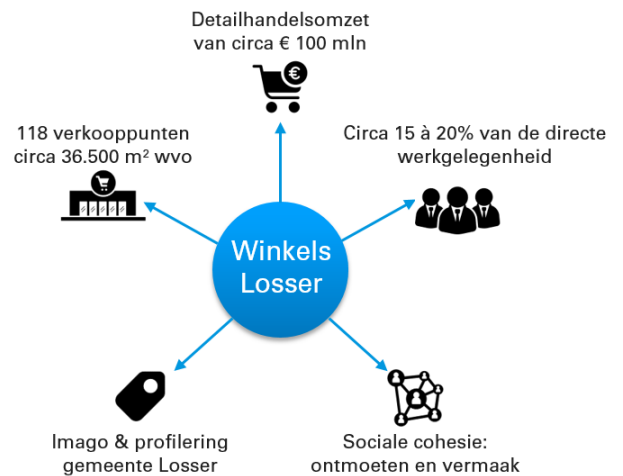 Detailhandelsomzet
van circa € 100 mln
€
118 verkooppunten
circa 36.500 m² wvo
Circa 15 à 20% van de directe
werkgelegenheid
Winkels
Losser
Imago & profilering
gemeente Losser
Sociale cohesie:
ontmoeten en vermaak